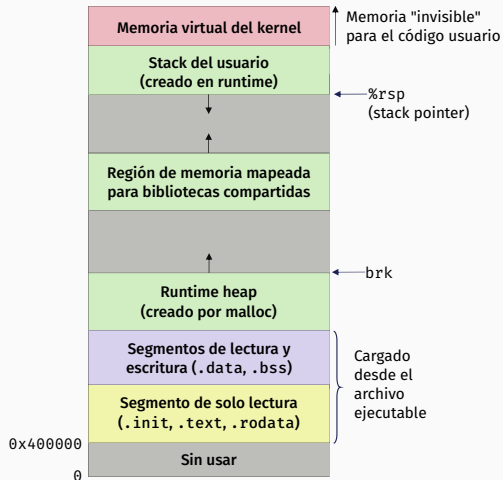 Memoria virtual del kernel
Memoria "invisible"
para el código usuario
Stack del usuario
(creado en runtime)
%rsp
(stack pointer)
Región de memoria mapeada
para bibliotecas compartidas
brk
Runtime heap
(creado por malloc)
Segmentos de lectura y
escritura (.data, .bss)
Cargado
desde el
archivo
ejecutable
Segmento de solo lectura
(.init, .text, .rodata)
0x400000
Sin usar
0